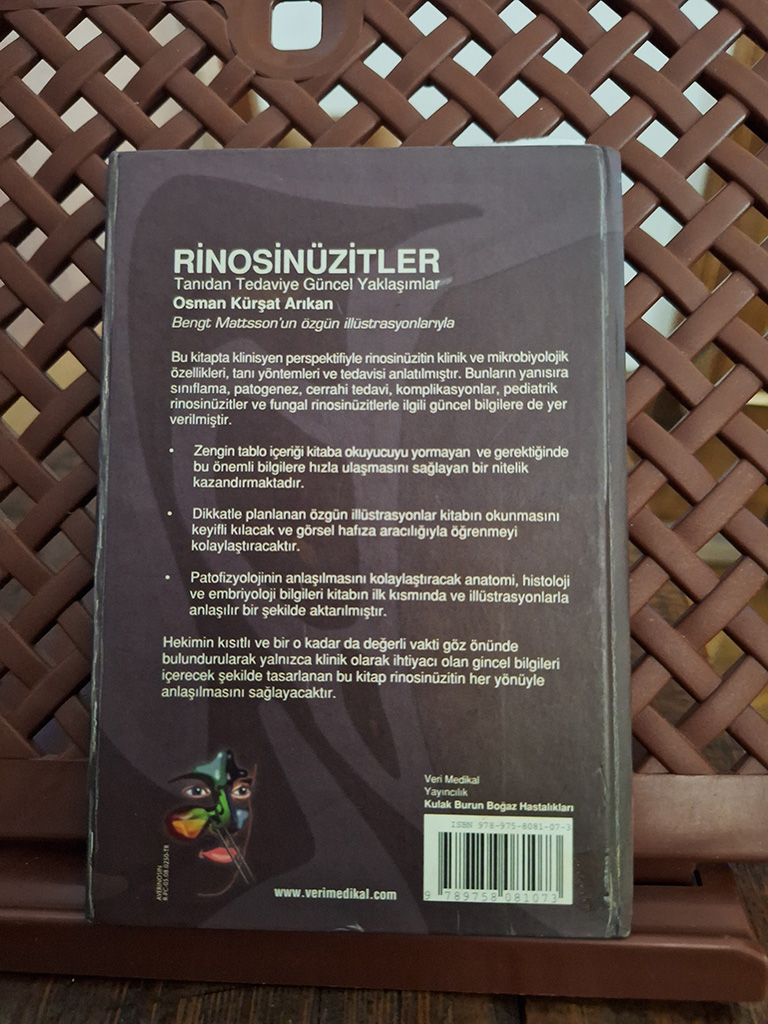 RİNOSİNÜZİTLER
Tanıdan Tedaviye Güncel Yaklaşımlar
Osman Kürşat Arıkan
Bengt Mattsson'un özgün illüstrasyonlarıyla
Bu kitapta klinisyen perspektifiyle rinosinüzitin klinik ve mikrobiyolojik
özellikleri, tanı yöntemleri ve tedavisi anlatılmıştır. Bunların yanısıra
sınıflama, patogenez, cerrahi tedavi, komplikasyonlar, pediatrik
rinosinüzitler ve fungal rinosinüzitlerle ilgili güncel bilgilere de yer
verilmiştir.
• Zengin tablo içeriği kitaba okuyucuyu yormayan ve gerektiğinde
bu önemli bilgilere hızla ulaşmasını sağlayan bir nitelik
kazandırmaktadır.
• Dikkatle planlanan özgün illüstrasyonlar kitabın okunmasını
keyifli kılacak ve görsel hafıza aracılığıyla öğrenmeyi
kolaylaştıracaktır.
• Patofizyolojinin anlaşılmasını kolaylaştıracak anatomi, histoloji
ve embriyoloji bilgileri kitabın ilk kısmında ve illüstrasyonlarla
anlaşılır bir şekilde aktarılmıştır.
Hekimin kısıtlı ve bir o kadar da değerli vakti göz önünde
bulundurularak yalnızca klinik olarak ihtiyacı olan gincel bilgileri
içerecek şekilde tasarlanan bu kitap rinosinüzitin her yönüyle
anlaşılmasını sağlayacaktır.
Veri Medikal
Yayıncılık
Kulak Burun Boğaz Hastalıkları
ISBN 978-975-8081-07-3
9 789758 081073
www.verimedikal.com
AVERINOSIN
8-PC-05.08.0250-TR